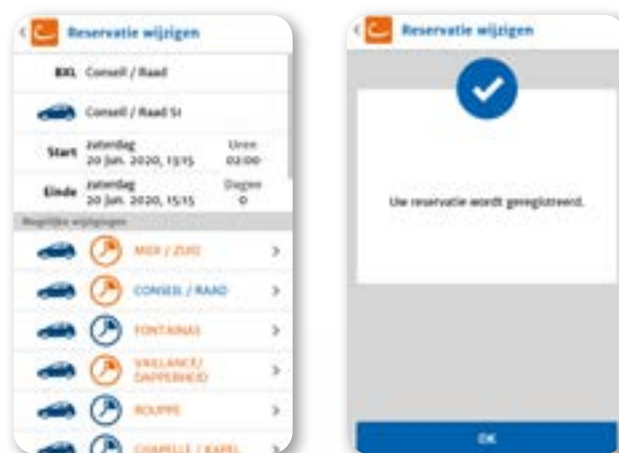 Reservatie wijzigen
BXL Conseil / Raad
Conseil / Raad S1
Start zaterdag Uren
20 jun. 2020, 13:15 02:00
Einde zaterdag Dagen
20 jun. 2020, 15:15 0
Mogelijke wijzigingen
MIDI / ZUID
CONSEIL / RAAD
FONTAINAS
VAILLANCE/
DAPPERHEID
ROUPPE
CHAPELLE / KAPEL
Reservatie wijzigen
Uw reservatie wordt geregistreerd.
OK